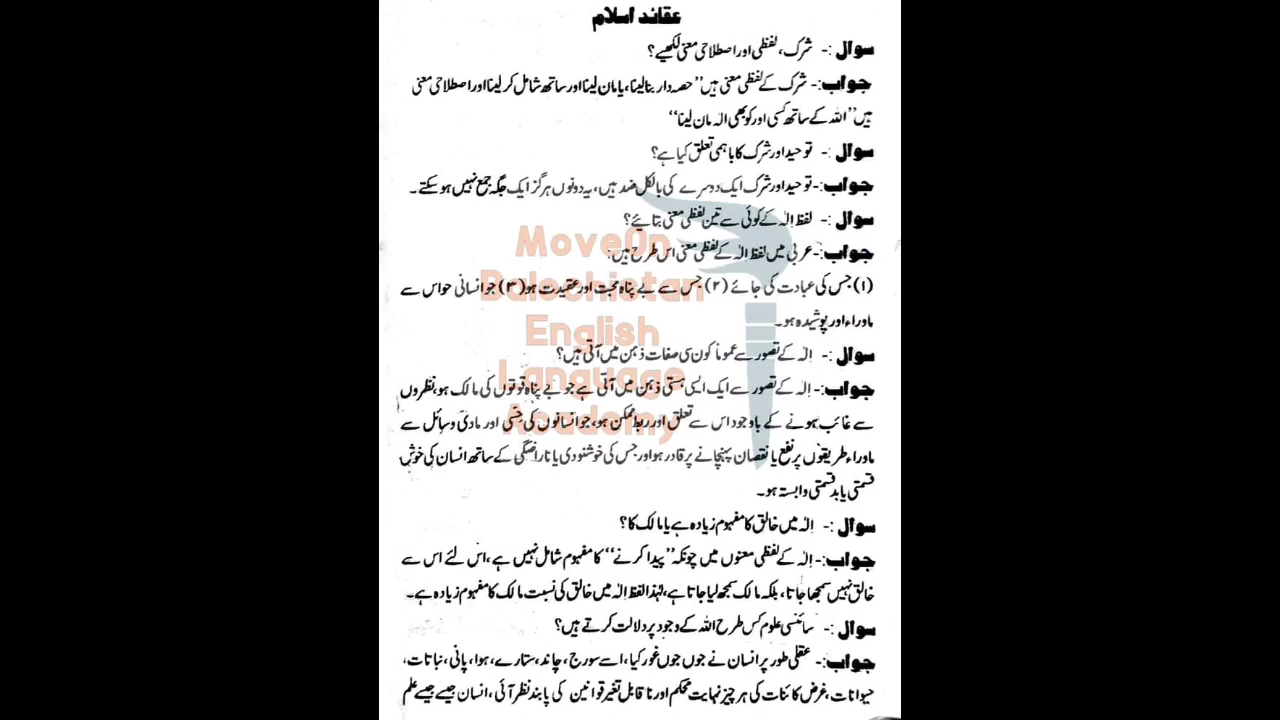 عقائد اسلام
سوال :- شرک، لفظی اور اصطلاحی معنی لکھیے؟
جواب:- شرک کے لفظی معنی ہیں ’’حصہ دار بنا لینا، یا مان لینا اور ساتھ شامل کر لینا اور اصطلاحی معنی
ہیں ’’اللہ کے ساتھ کسی اور کو بھی الہ مان لینا‘‘
سوال :- توحید اور شرک کا باہمی تعلق کیا ہے؟
جواب:- توحید اور شرک ایک دوسرے کی بالکل ضد ہیں، یہ دونوں ہرگز ایک جگہ جمع نہیں ہو سکتے۔
سوال :- لفظ اِلٰہ کے کوئی سے تین لفظی معنی بتائیے؟
جواب:- عربی میں لفظ الٰہ کے لفظی معنی اس طرح ہیں:
(۱) جس کی عبادت کی جائے (۲) جس سے بے پناہ محبت اور عقیدت ہو (۳) جو انسانی حواس سے
ماوراء اور پوشیدہ ہو۔
سوال :- اِلٰہ کے تصور سے عموماً کون سی صفات ذہن میں آتی ہیں؟
جواب:- اِلٰہ کے تصور سے ایک ایسی ہستی ذہن میں آتی ہے جو بے پناہ قوتوں کی مالک ہو، نظروں
سے غائب ہونے کے باوجود اس سے تعلق اور ربط ممکن ہو، جو انسانوں کی حِسّی اور مادی وسائل سے
ماوراء طریقوں پر نفع یا نقصان پہنچانے پر قادر ہو اور جس کی خوشنودی یا ناراضگی کے ساتھ انسان کی خوش
قسمتی یا بد قسمتی وابستہ ہو۔
سوال :- اِلٰہ میں خالق کا مفہوم زیادہ ہے یا مالک کا؟
جواب:- اِلٰہ کے لفظی معنوں میں چونکہ ’’پیدا کرنے‘‘ کا مفہوم شامل نہیں ہے، اس لئے اس سے
خالق نہیں سمجھا جاتا، بلکہ مالک سمجھ لیا جاتا ہے، لہٰذا لفظ اِلٰہ میں خالق کی نسبت مالک کا مفہوم زیادہ ہے۔
سوال :- سائنسی علوم کس طرح اللہ کے وجود پر دلالت کرتے ہیں؟
جواب:- عقلی طور پر انسان نے جوں جوں غور کیا، اسے سورج، چاند، ستارے، ہوا، پانی، نباتات،
حیوانات، غرض کائنات کی ہر چیز نہایت محکم اور ناقابل تغیر قوانین کی پابند نظر آئی، انسان جیسے جیسے علم
MoveOn
Balochistan
English
Language
Academy